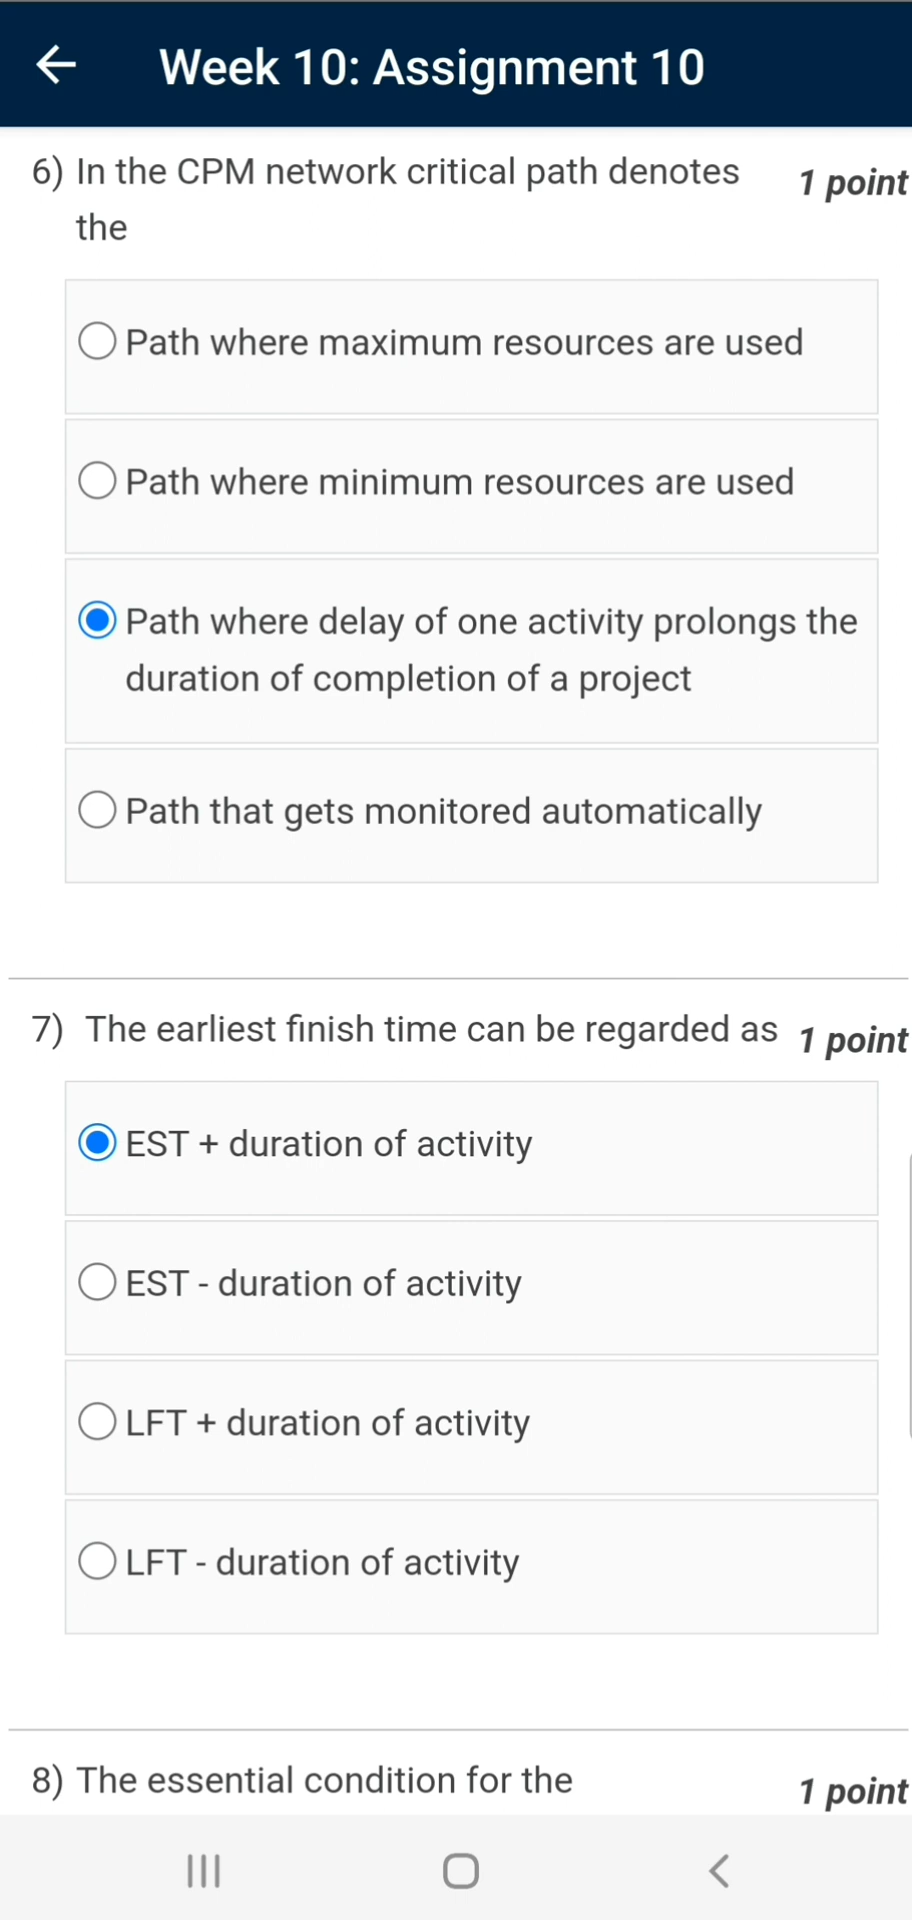 Week 10: Assignment 10
6) In the CPM network critical path denotes
1 point
the
Path where maximum resources are used
Path where minimum resources are used
Path where delay of one activity prolongs the
duration of completion of a project
Path that gets monitored automatically
7) The earliest finish time can be regarded as
1 point
EST + duration of activity
EST - duration of activity
LFT + duration of activity
LFT - duration of activity
8) The essential condition for the
1 point